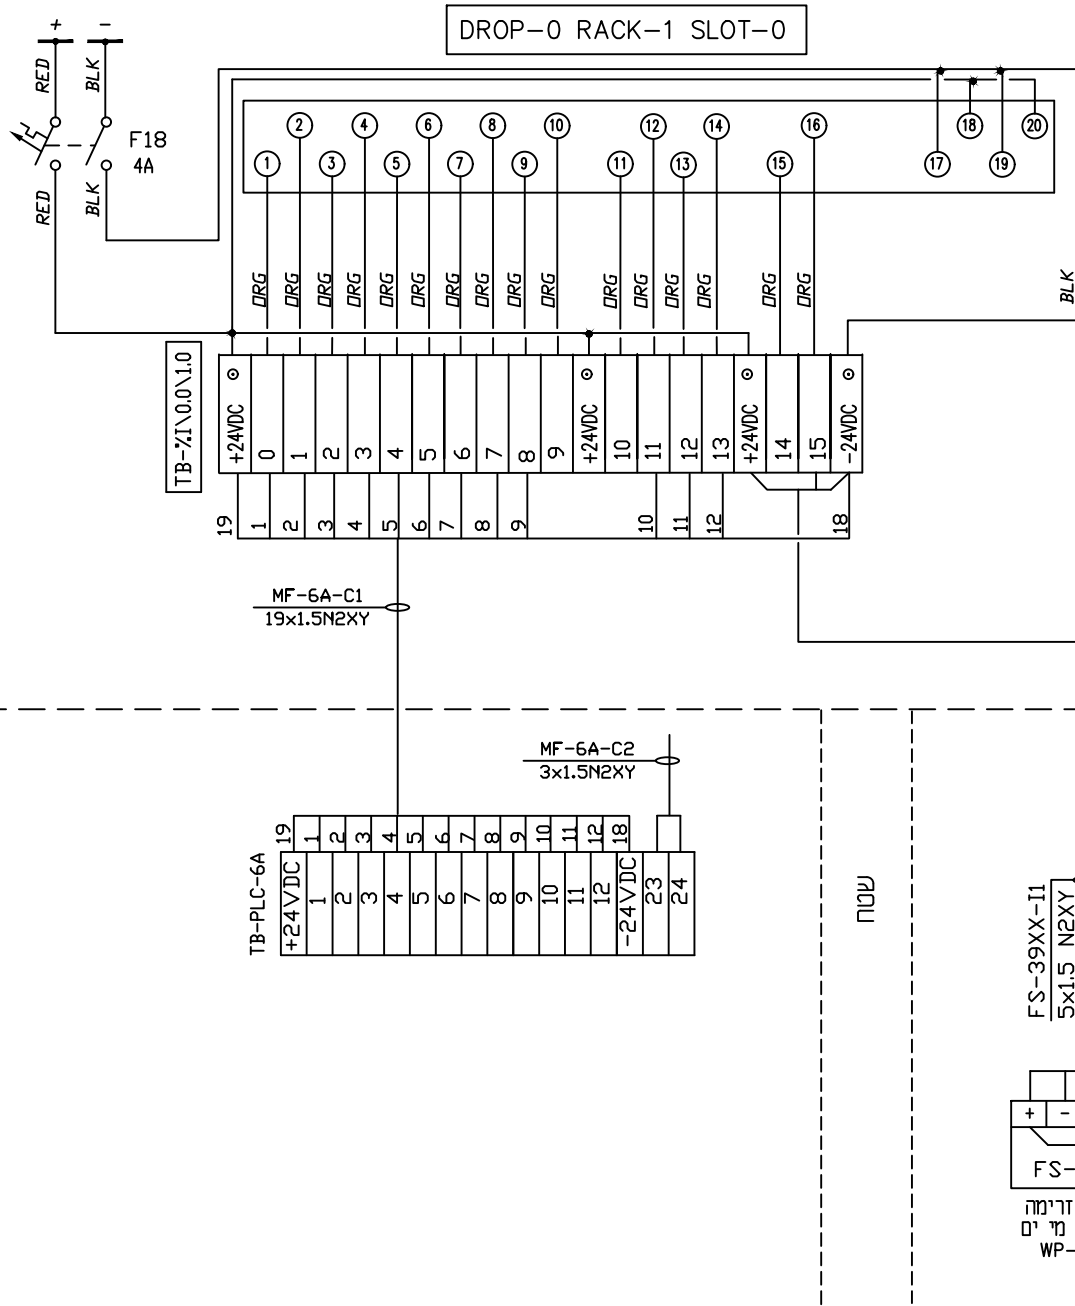 DROP-0 RACK-1 SLOT-0
+ -
RED BLK
F18
4A
RED BLK
2 4 6 8 10 12 14 16 18 20
1 3 5 7 9 11 13 15 17 19
ORG ORG ORG ORG ORG ORG ORG ORG ORG ORG ORG ORG ORG ORG ORG ORG
BLK
TB-%I\0.0\1.0
+24VDC 0 1 2 3 4 5 6 7 8 9 +24VDC 10 11 12 13 +24VDC 14 15 -24VDC
19 1 2 3 4 5 6 7 8 9 10 11 12 18
MF-6A-C1
19x1.5N2XY
MF-6A-C2
3x1.5N2XY
19 1 2 3 4 5 6 7 8 9 10 11 12 18
TB-PLC-6A
+24VDC 1 2 3 4 5 6 7 8 9 10 11 12 -24VDC 23 24
שטח
FS-39XX-I1
5x1.5 N2XY
+ -
FS-
זרימה
מי ים
WP-